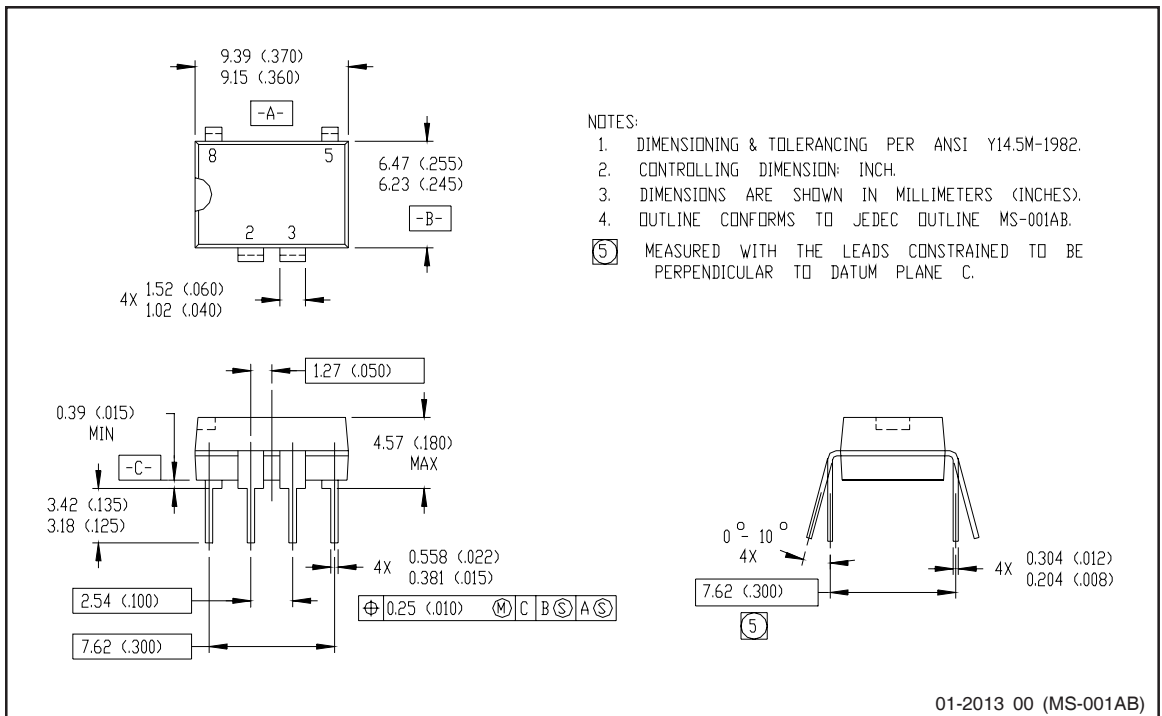 9.39 (.370)
9.15 (.360)
-A-
8
5
6.47 (.255)
6.23 (.245)
-B-
2
3
4X
1.52 (.060)
1.02 (.040)
NOTES:
1. DIMENSIONING & TOLERANCING PER ANSI Y14.5M-1982.
2. CONTROLLING DIMENSION: INCH.
3. DIMENSIONS ARE SHOWN IN MILLIMETERS (INCHES).
4. OUTLINE CONFORMS TO JEDEC OUTLINE MS-001AB.
5 MEASURED WITH THE LEADS CONSTRAINED TO BE
PERPENDICULAR TO DATUM PLANE C.
1.27 (.050)
0.39 (.015)
MIN
-C-
4.57 (.180)
MAX
3.42 (.135)
3.18 (.125)
4X
0.558 (.022)
0.381 (.015)
2.54 (.100)
⌖ 0.25 (.010) Ⓜ C B Ⓢ A Ⓢ
7.62 (.300)
0° - 10°
4X
4X
0.304 (.012)
0.204 (.008)
7.62 (.300)
5
01-2013 00 (MS-001AB)